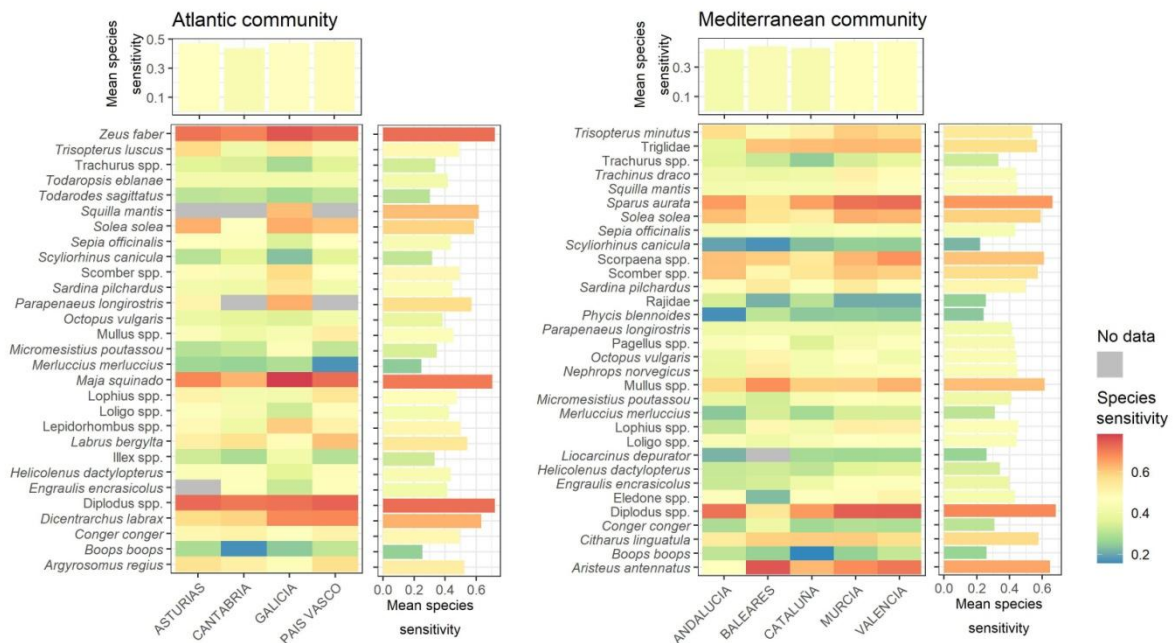 Atlantic community
Mean species
sensitivity
0.5
0.3
0.1
Zeus faber
Trisopterus luscus
Trachurus spp.
Todaropsis eblanae
Todarodes sagittatus
Squilla mantis
Solea solea
Sepia officinalis
Scyliorhinus canicula
Scomber spp.
Sardina pilchardus
Parapenaeus longirostris
Octopus vulgaris
Mullus spp.
Micromesistius poutassou
Merluccius merluccius
Maja squinado
Lophius spp.
Loligo spp.
Lepidorhombus spp.
Labrus bergylta
Illex spp.
Helicolenus dactylopterus
Engraulis encrasicolus
Diplodus spp.
Dicentrarchus labrax
Conger conger
Boops boops
Argyrosomus regius
ASTURIAS
CANTABRIA
GALICIA
PAIS VASCO
0.0 0.2 0.4 0.6
Mean species
sensitivity
Mediterranean community
Mean species
sensitivity
0.3
0.1
Trisopterus minutus
Triglidae
Trachurus spp.
Trachinus draco
Squilla mantis
Sparus aurata
Solea solea
Sepia officinalis
Scyliorhinus canicula
Scorpaena spp.
Scomber spp.
Sardina pilchardus
Rajidae
Phycis blennoides
Parapenaeus longirostris
Pagellus spp.
Octopus vulgaris
Nephrops norvegicus
Mullus spp.
Micromesistius poutassou
Merluccius merluccius
Lophius spp.
Loligo spp.
Liocarcinus depurator
Helicolenus dactylopterus
Engraulis encrasicolus
Eledone spp.
Diplodus spp.
Conger conger
Citharus linguatula
Boops boops
Aristeus antennatus
ANDALUCIA
BALEARES
CATALUÑA
MURCIA
VALENCIA
0.0 0.2 0.4 0.6
Mean species
sensitivity
No data
Species
sensitivity
0.6
0.4
0.2